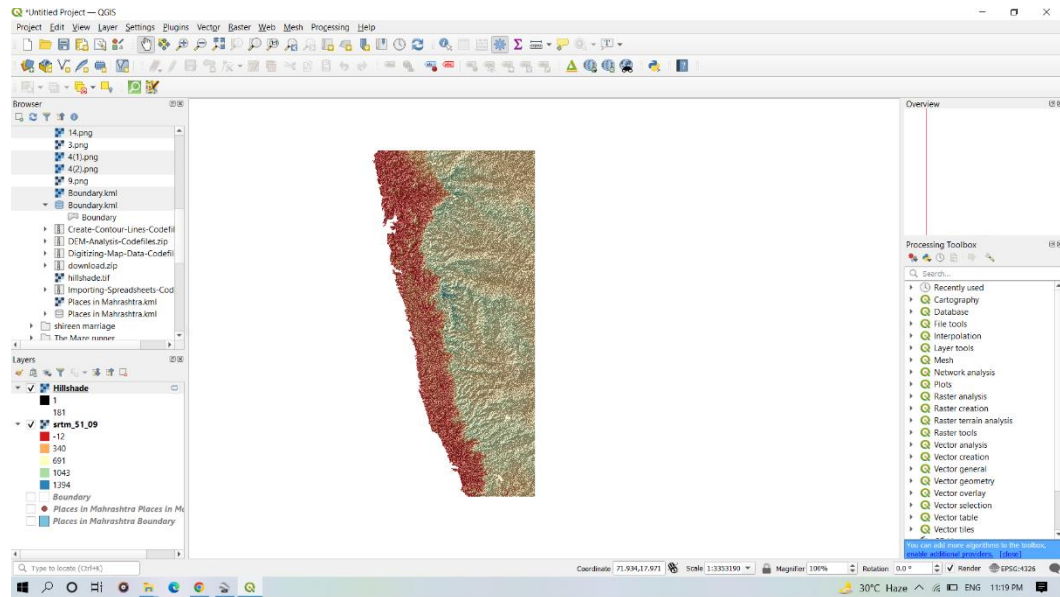 *Untitled Project — QGIS
Project Edit View Layer Settings Plugins Vector Raster Web Mesh Processing Help
Browser
14.png
3.png
4(1).png
4(2).png
9.png
Boundary.kml
Boundary.kml
Boundary
Create-Contour-Lines-Codefil
DEM-Analysis-Codefiles.zip
Digitizing-Map-Data-Codefil
download.zip
hillshade.tif
Importing-Spreadsheets-Cod
Places in Mahrashtra.kml
Places in Mahrashtra.kml
shireen marriage
The Maze runner
Layers
Hillshade
1
181
srtm_51_09
-12
340
691
1043
1394
Boundary
Places in Mahrashtra Places in Ma
Places in Mahrashtra Boundary
Overview
Processing Toolbox
Search...
Recently used
Cartography
Database
File tools
Interpolation
Layer tools
Mesh
Network analysis
Plots
Raster analysis
Raster creation
Raster terrain analysis
Raster tools
Vector analysis
Vector creation
Vector general
Vector geometry
Vector overlay
Vector selection
Vector table
Vector tiles
You can add more algorithms to the toolbox,
enable additional providers. [close]
Type to locate (Ctrl+K)
Coordinate 71.934,17.971 Scale 1:3353190 Magnifier 100% Rotation 0.0 ° Render EPSG:4326
30°C Haze ENG 11:19 PM